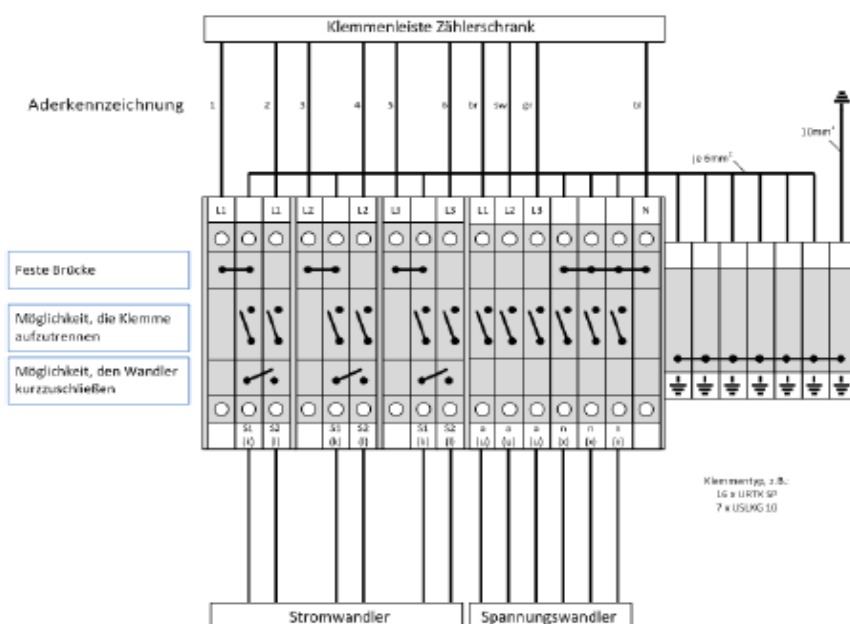 Klemmenleiste Zählerschrank
Aderkennzeichnung
1 2 3 4 5 6 br sw gr bl
je 6mm² 10mm²
L1 L1 L2 L2 L3 L3 L1 L2 L3 N
Feste Brücke
Möglichkeit, die Klemme
aufzutrennen
Möglichkeit, den Wandler
kurzzuschließen
S1 S2 S1 S2 S1 S2 a a a n n
(k) (l) (k) (l) (k) (l) (u) (u) (u) (x) (x) (x)
Klemmentyp, z.B.:
16 x URTK SP
7 x USLKG 10
Stromwandler Spannungswandler